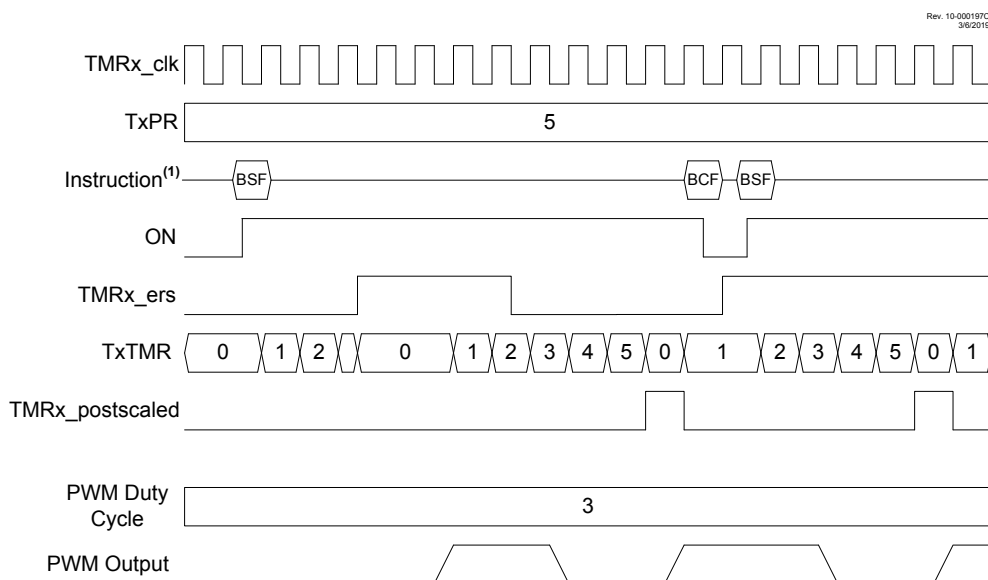 Rev. 10-000197C
3/6/2019
TMRx_clk
TxPR 5
Instruction(1) BSF BCF BSF
ON
TMRx_ers
TxTMR 0 1 2 0 1 2 3 4 5 0 1 2 3 4 5 0 1
TMRx_postscaled
PWM Duty
Cycle
3
PWM Output